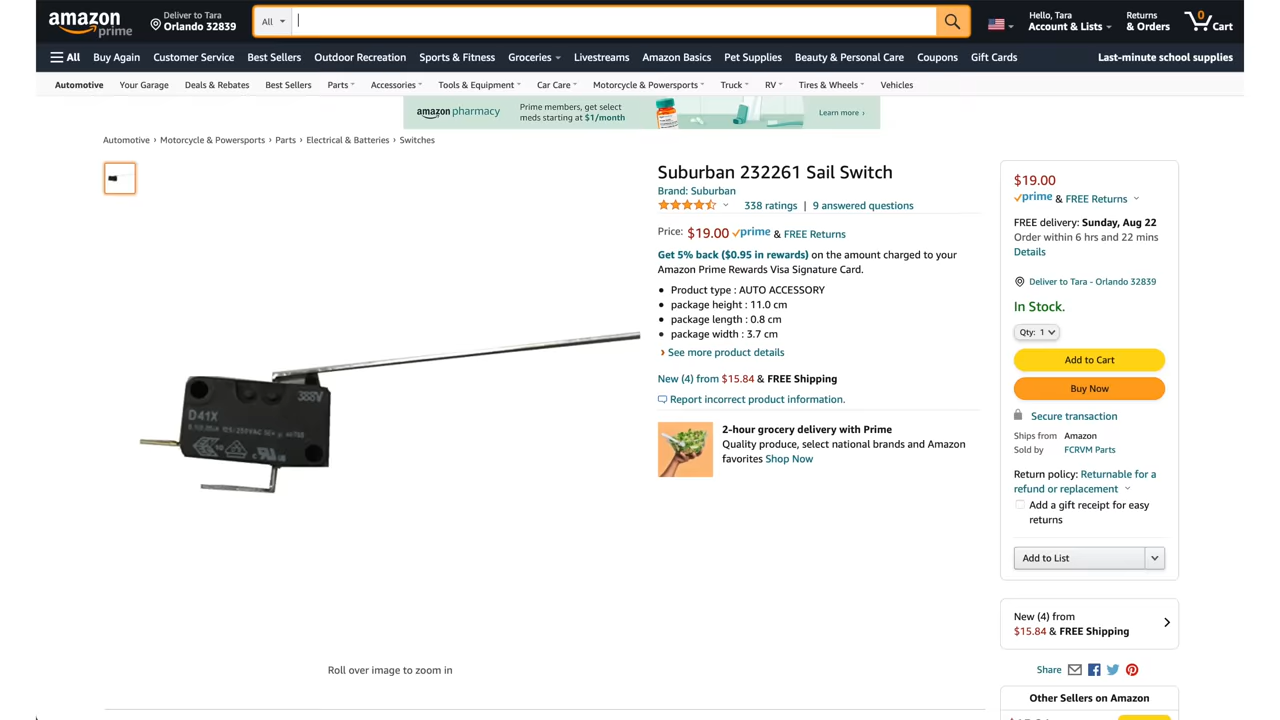 amazon
prime
Deliver to Tara
Orlando 32839
All
Hello, Tara
Account & Lists
Returns
& Orders
0
Cart
All
Buy Again
Customer Service
Best Sellers
Outdoor Recreation
Sports & Fitness
Groceries
Livestreams
Amazon Basics
Pet Supplies
Beauty & Personal Care
Coupons
Gift Cards
Last-minute school supplies
Automotive
Your Garage
Deals & Rebates
Best Sellers
Parts
Accessories
Tools & Equipment
Car Care
Motorcycle & Powersports
Truck
RV
Tires & Wheels
Vehicles
amazon pharmacy
Prime members, get select
meds starting at $1/month
Learn more ›
Automotive › Motorcycle & Powersports › Parts › Electrical & Batteries › Switches
D41X
388V
Roll over image to zoom in
Suburban 232261 Sail Switch
Brand: Suburban
338 ratings | 9 answered questions
Price: $19.00 prime & FREE Returns
Get 5% back ($0.95 in rewards) on the amount charged to your
Amazon Prime Rewards Visa Signature Card.
• Product type : AUTO ACCESSORY
• package height : 11.0 cm
• package length : 0.8 cm
• package width : 3.7 cm
› See more product details
New (4) from $15.84 & FREE Shipping
Report incorrect product information.
2-hour grocery delivery with Prime
Quality produce, select national brands and Amazon
favorites Shop Now
$19.00
prime & FREE Returns
FREE delivery: Sunday, Aug 22
Order within 6 hrs and 22 mins
Details
Deliver to Tara - Orlando 32839
In Stock.
Qty: 1
Add to Cart
Buy Now
Secure transaction
Ships from Amazon
Sold by FCRVM Parts
Return policy: Returnable for a
refund or replacement
Add a gift receipt for easy
returns
Add to List
New (4) from
$15.84 & FREE Shipping
Share
Other Sellers on Amazon